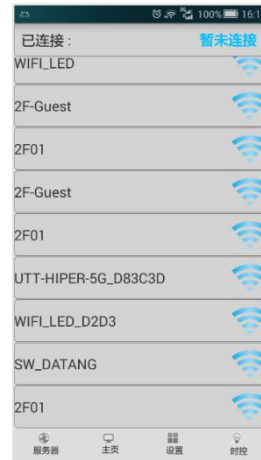 100% 16:1
已连接： 暂未连接
WIFI_LED
2F-Guest
2F01
2F-Guest
2F01
UTT-HIPER-5G_D83C3D
WIFI_LED_D2D3
SW_DATANG
2F01
服务器 主页 设置 时控